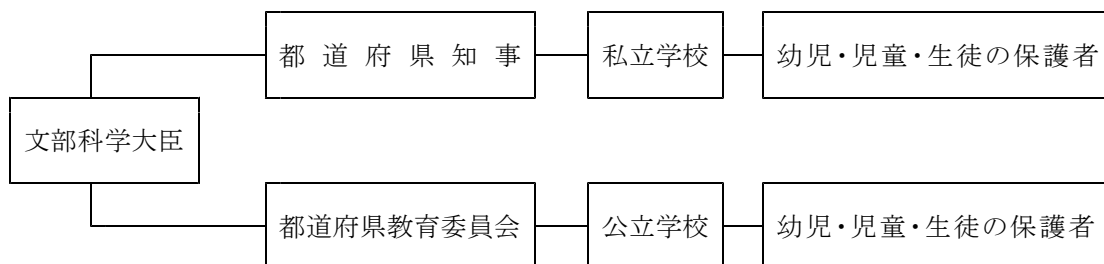 都道府県知事
私立学校
幼児・児童・生徒の保護者
文部科学大臣
都道府県教育委員会
公立学校
幼児・児童・生徒の保護者